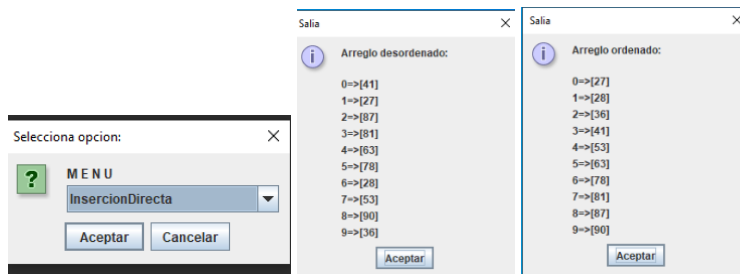 Selecciona opcion:
M E N U
InsercionDirecta
Aceptar
Cancelar
Salia
Arreglo desordenado:
0=>[41]
1=>[27]
2=>[87]
3=>[81]
4=>[63]
5=>[78]
6=>[28]
7=>[53]
8=>[90]
9=>[36]
Aceptar
Salia
Arreglo ordenado:
0=>[27]
1=>[28]
2=>[36]
3=>[41]
4=>[53]
5=>[63]
6=>[78]
7=>[81]
8=>[87]
9=>[90]
Aceptar